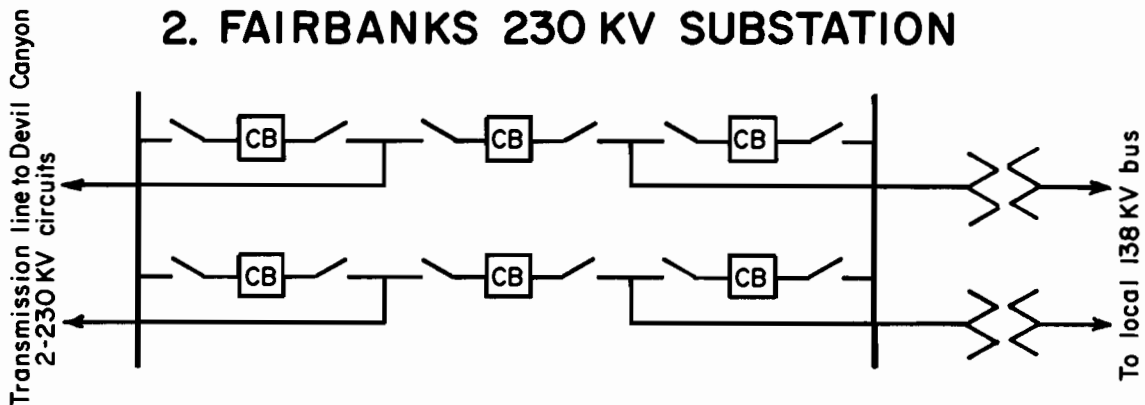 2. FAIRBANKS 230 KV SUBSTATION
Transmission line to Devil Canyon
2-230 KV circuits
CB
CB
CB
CB
CB
CB
To local 138 KV bus